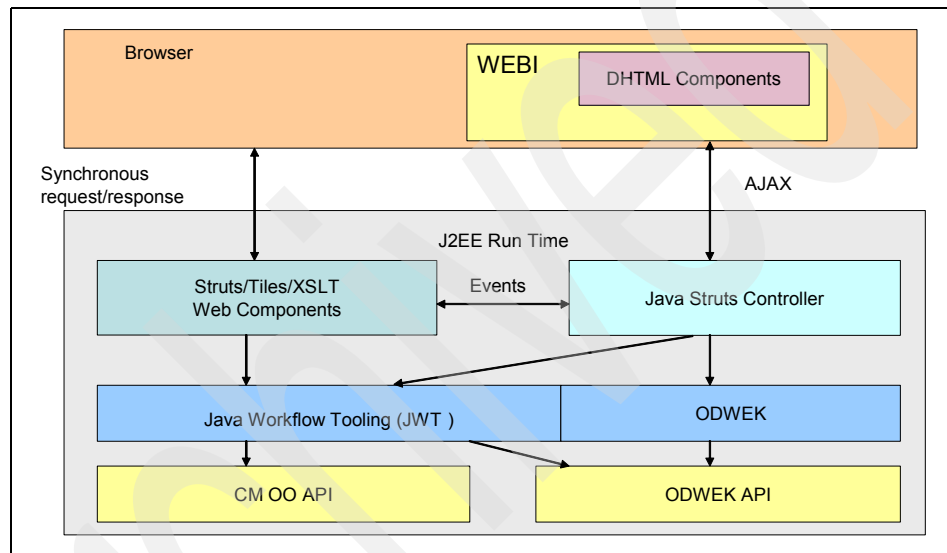 Browser
WEBI
DHTML Components
Synchronous
request/response
AJAX
J2EE Run Time
Struts/Tiles/XSLT
Web Components
Events
Java Struts Controller
Java Workflow Tooling (JWT )
ODWEK
CM OO API
ODWEK API